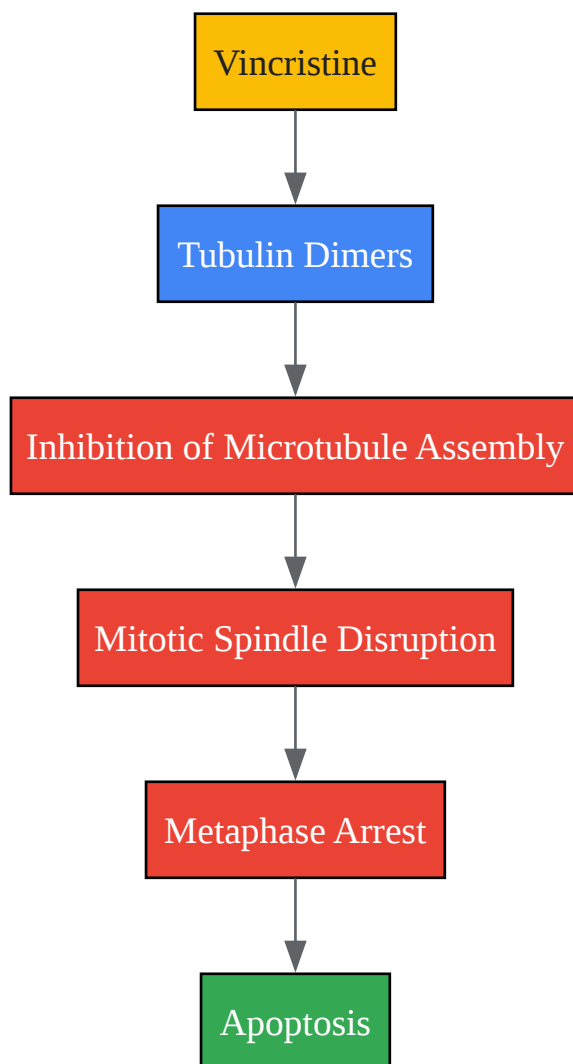 Vincristine
Tubulin Dimers
Inhibition of Microtubule Assembly
Mitotic Spindle Disruption
Metaphase Arrest
Apoptosis